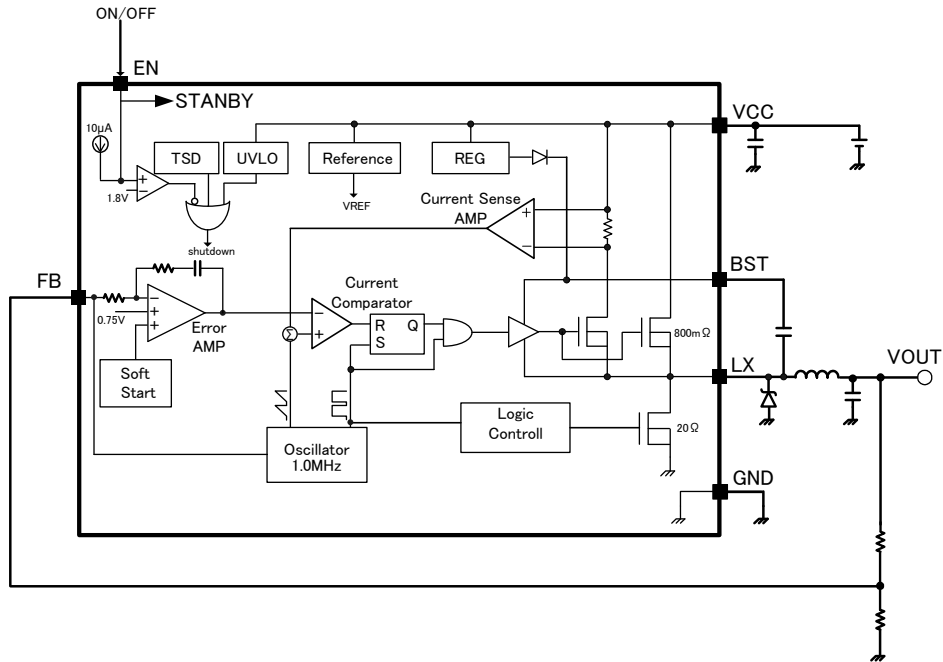 ON/OFF
EN
STANBY
VCC
10μA
TSD
UVLO
Reference
REG
1.8V
VREF
Current Sense
AMP
+
−
+
−
shutdown
FB
BST
−
+
+
0.75V
Error
AMP
Current
Comparator
−
+
Σ
R
Q
S
800mΩ
Soft
Start
LX
VOUT
Logic
Controll
20Ω
Oscillator
1.0MHz
GND